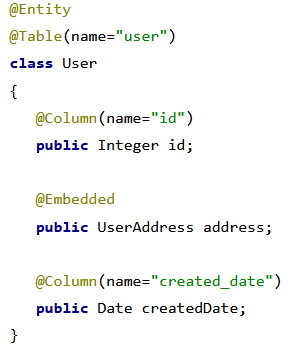 @Entity
@Table(name="user")
class User
{
@Column(name="id")
public Integer id;
@Embedded
public UserAddress address;
@Column(name="created_date")
public Date createdDate;
}